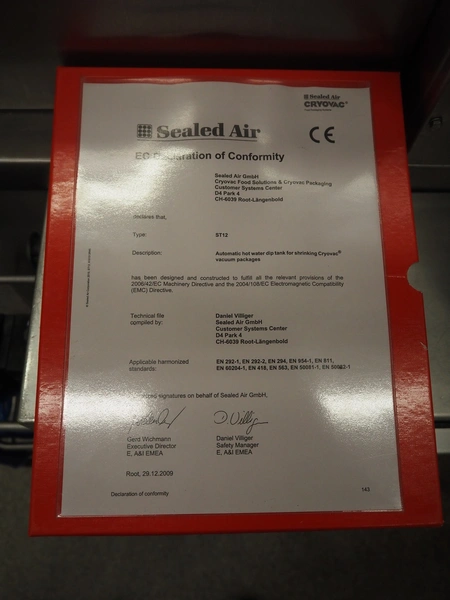 Sealed Air
CRYOVAC®
Sealed Air
CE
EC Declaration of Conformity
Sealed Air GmbH
Cryovac Food Solutions & Cryovac Packaging
Customer Systems Center
D4 Park 4
CH-6039 Root-Längenbold
declares that,
Type: ST12
Description: Automatic hot water dip tank for shrinking Cryovac®
vacuum packages
has been designed and constructed to fulfill all the relevant provisions of the
2006/42/EC Machinery Directive and the 2004/108/EC Electromagnetic Compatibility
(EMC) Directive.
Technical file Daniel Villiger
compiled by: Sealed Air GmbH
Customer Systems Center
D4 Park 4
CH-6039 Root-Längenbold
Applicable harmonized EN 292-1, EN 292-2, EN 294, EN 954-1, EN 811,
standards: EN 60204-1, EN 418, EN 563, EN 50081-1, EN
signatures on behalf of Sealed Air GmbH,
D. Villiger
Gerd Wichmann Daniel Villiger
Executive Director Safety Manager
E, A&I EMEA E, A&I EMEA
Root, 29.12.2009
Declaration of conformity 143